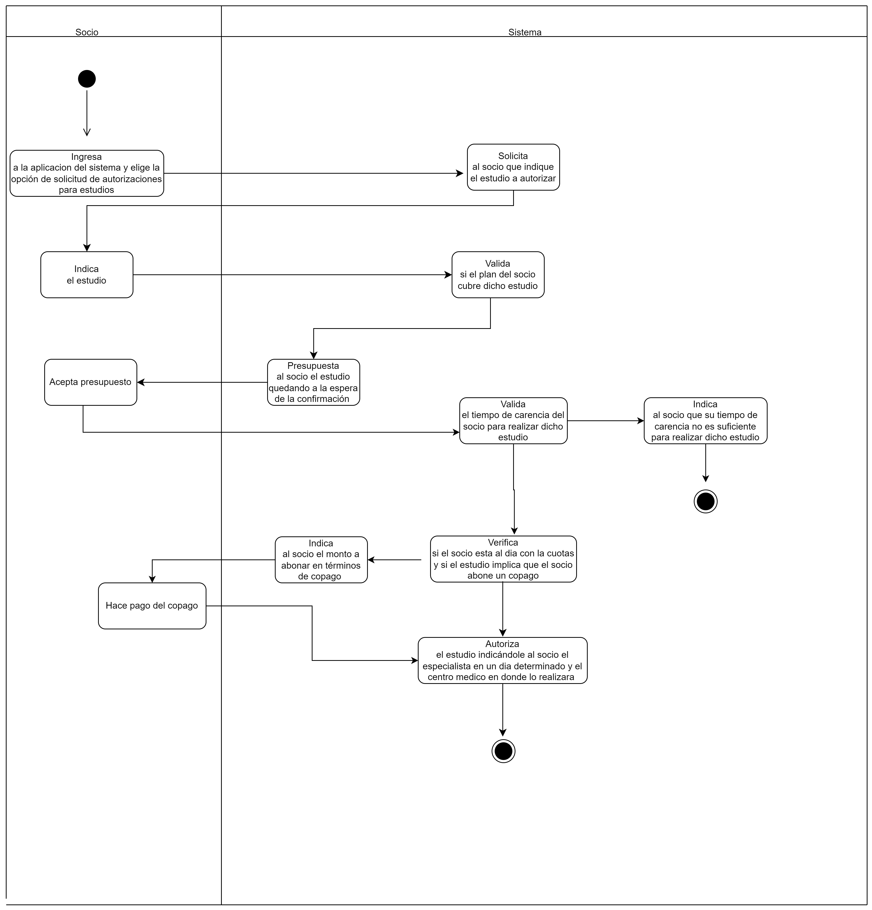 Socio
Sistema
Ingresa
a la aplicacion del sistema y elige la
opción de solicitud de autorizaciones
para estudios
Solicita
al socio que indique
el estudio a autorizar
Indica
el estudio
Valida
si el plan del socio
cubre dicho estudio
Presupuesta
al socio el estudio
quedando a la espera
de la confirmación
Acepta presupuesto
Valida
el tiempo de carencia del
socio para realizar dicho
estudio
Indica
al socio que su tiempo de
carencia no es suficiente
para realizar dicho estudio
Verifica
si el socio esta al dia con la cuotas
y si el estudio implica que el socio
abone un copago
Indica
al socio el monto a
abonar en términos
de copago
Hace pago del copago
Autoriza
el estudio indicándole al socio el
especialista en un dia determinado y el
centro medico en donde lo realizara